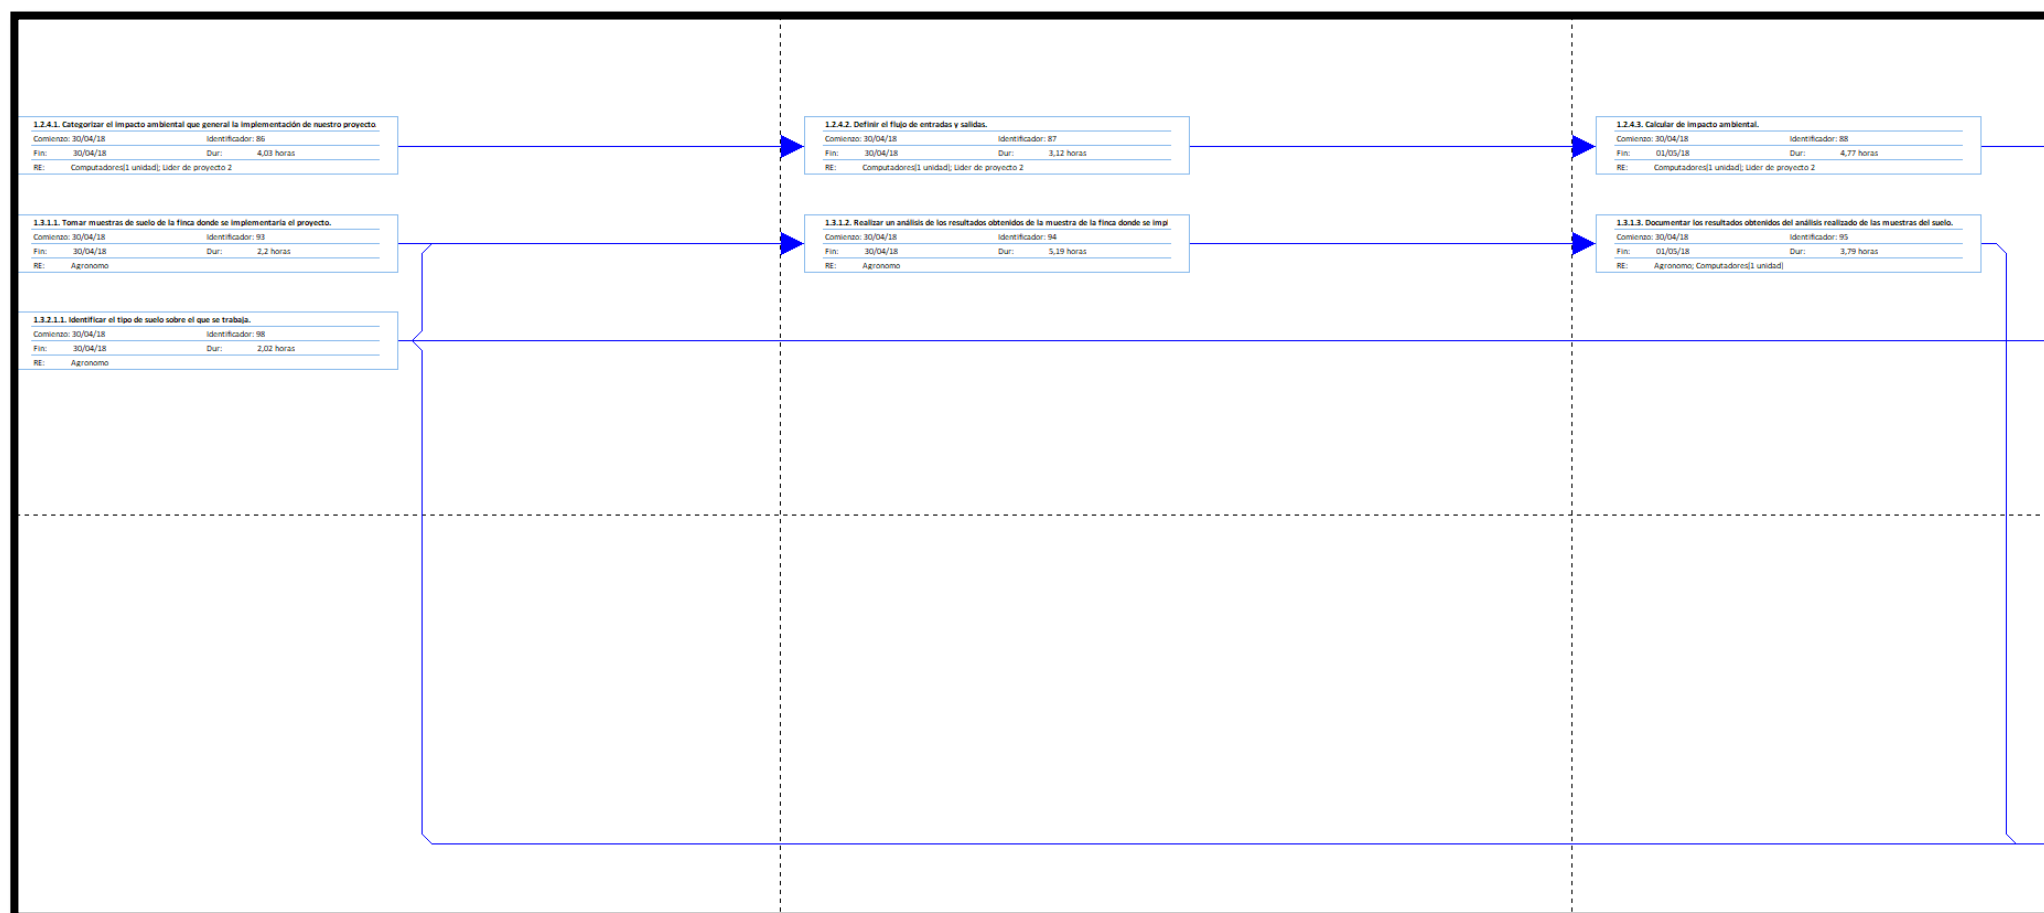 1.2.4.1. Categorizar el impacto ambiental que general la implementación de nuestro proyecto
Comienzo: 30/04/18 Identificador: 86
Fin: 30/04/18 Dur: 4,03 horas
RE: Computadores[1 unidad]; Lider de proyecto 2
1.2.4.2. Definir el flujo de entradas y salidas.
Comienzo: 30/04/18 Identificador: 87
Fin: 30/04/18 Dur: 3,12 horas
RE: Computadores[1 unidad]; Lider de proyecto 2
1.2.4.3. Calcular de impacto ambiental.
Comienzo: 30/04/18 Identificador: 88
Fin: 01/05/18 Dur: 4,77 horas
RE: Computadores[1 unidad]; Lider de proyecto 2
1.3.1.1. Tomar muestras de suelo de la finca donde se implementaría el proyecto.
Comienzo: 30/04/18 Identificador: 93
Fin: 30/04/18 Dur: 2,2 horas
RE: Agronomo
1.3.1.2. Realizar un análisis de los resultados obtenidos de la muestra de la finca donde se impl
Comienzo: 30/04/18 Identificador: 94
Fin: 30/04/18 Dur: 5,19 horas
RE: Agronomo
1.3.1.3. Documentar los resultados obtenidos del análisis realizado de las muestras del suelo.
Comienzo: 30/04/18 Identificador: 95
Fin: 01/05/18 Dur: 3,79 horas
RE: Agronomo; Computadores[1 unidad]
1.3.2.1.1. Identificar el tipo de suelo sobre el que se trabaja.
Comienzo: 30/04/18 Identificador: 98
Fin: 30/04/18 Dur: 2,02 horas
RE: Agronomo